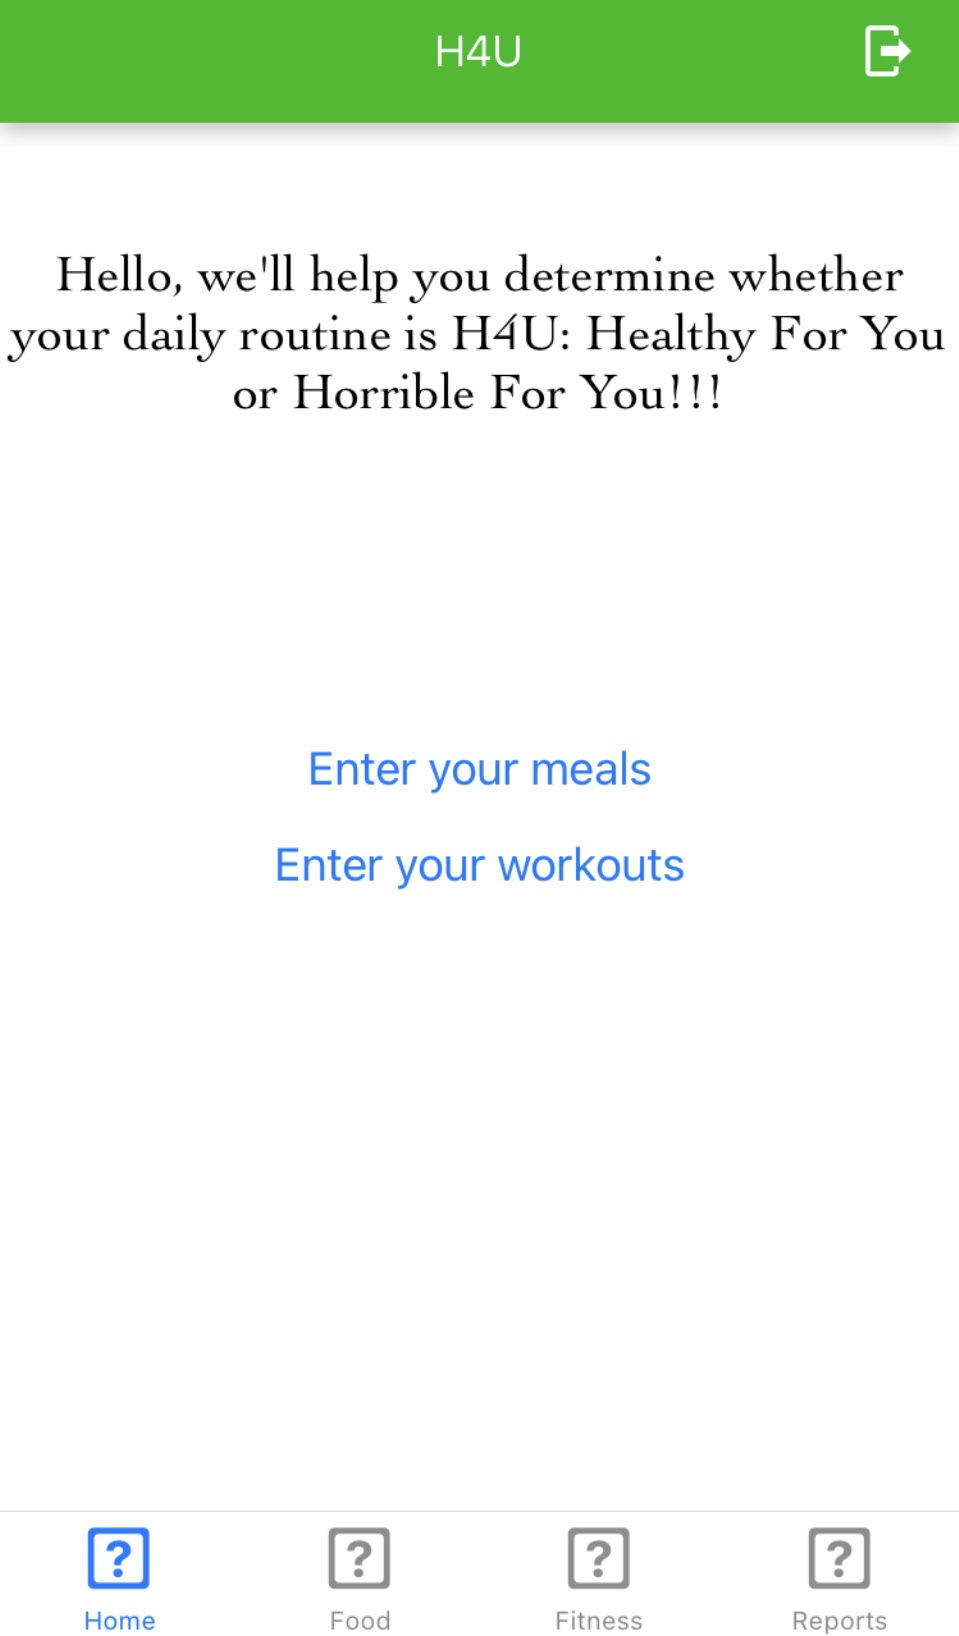 H4U
Hello, we'll help you determine whether
your daily routine is H4U: Healthy For You
or Horrible For You!!!
Enter your meals
Enter your workouts
? ? ? ?
Home Food Fitness Reports